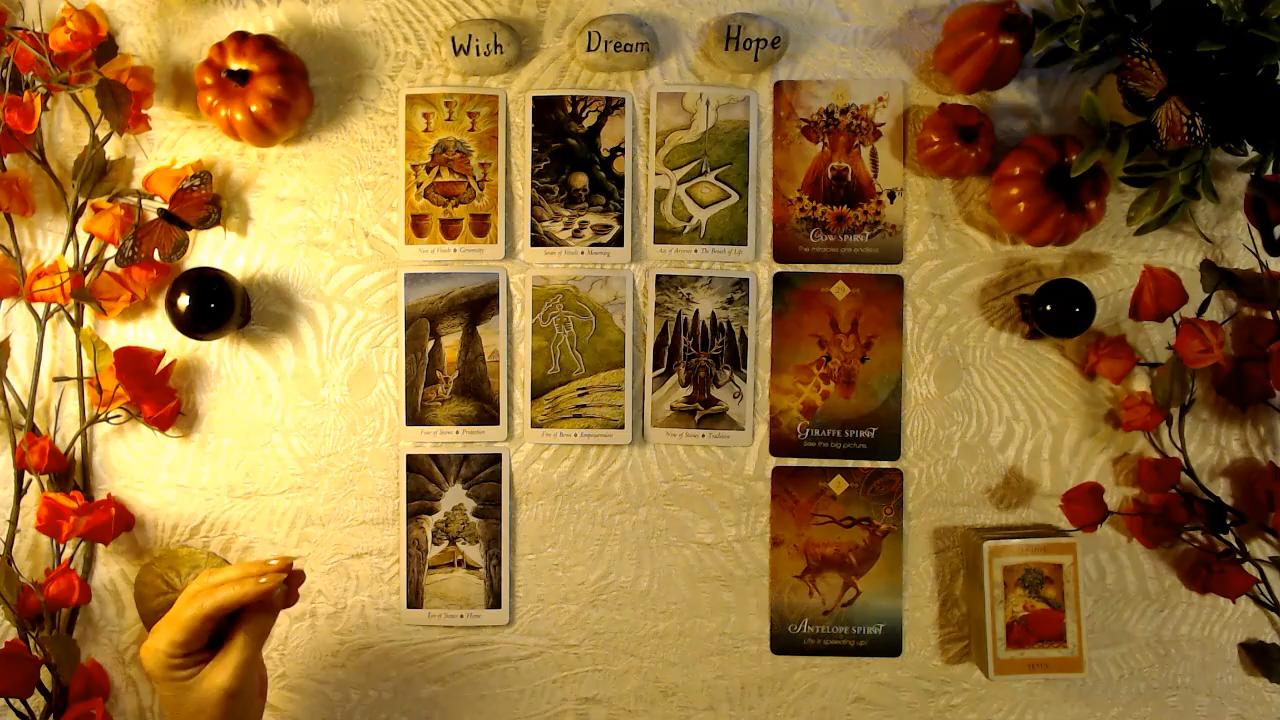 Wish
Dream
Hope
Nine of Vessels ♦ Generosity
Seven of Vessels ♦ Mourning
Ace of Arrows ♦ The Breath of Life
COW SPIRIT
The miracles are endless.
Four of Stones ♦ Protection
Five of Bows ♦ Empowerment
Nine of Stones ♦ Tradition
GIRAFFE SPIRIT
See the big picture.
Ten of Stones ♦ Home
ANTELOPE SPIRIT
Life is speeding up!
VENUS